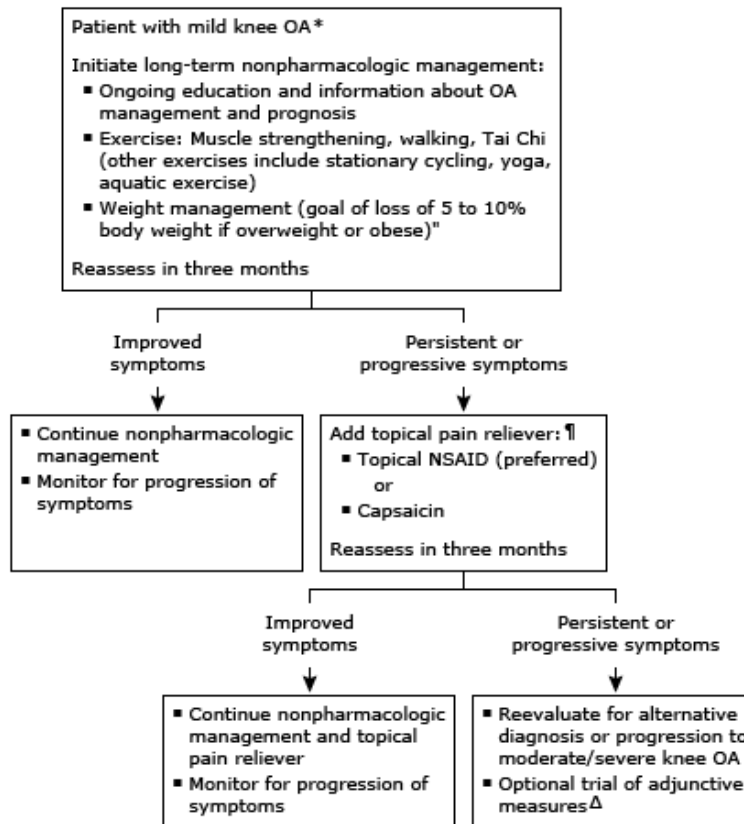 Patient with mild knee OA*
Initiate long-term nonpharmacologic management:
▪ Ongoing education and information about OA
management and prognosis
▪ Exercise: Muscle strengthening, walking, Tai Chi
(other exercises include stationary cycling, yoga,
aquatic exercise)
▪ Weight management (goal of loss of 5 to 10%
body weight if overweight or obese)"
Reassess in three months
Improved
symptoms
Persistent or
progressive symptoms
▪ Continue nonpharmacologic
management
▪ Monitor for progression of
symptoms
Add topical pain reliever:¶
▪ Topical NSAID (preferred)
or
▪ Capsaicin
Reassess in three months
Improved
symptoms
Persistent or
progressive symptoms
▪ Continue nonpharmacologic
management and topical
pain reliever
▪ Monitor for progression of
symptoms
▪ Reevaluate for alternative
diagnosis or progression to
moderate/severe knee OA
▪ Optional trial of adjunctive
measuresΔ